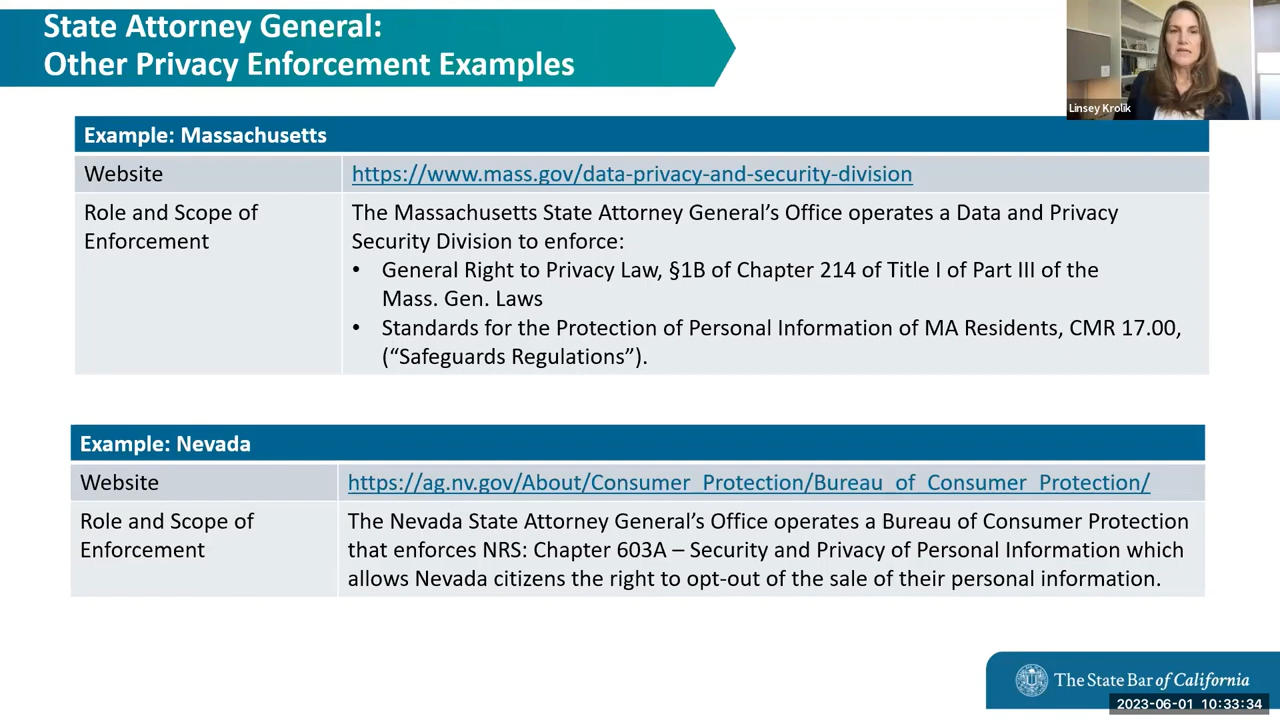 State Attorney General:
Other Privacy Enforcement Examples
Linsey Krolik
Example: Massachusetts
Website
https://www.mass.gov/data-privacy-and-security-division
Role and Scope of
Enforcement
The Massachusetts State Attorney General’s Office operates a Data and Privacy
Security Division to enforce:
• General Right to Privacy Law, §1B of Chapter 214 of Title I of Part III of the
Mass. Gen. Laws
• Standards for the Protection of Personal Information of MA Residents, CMR 17.00,
(“Safeguards Regulations”).
Example: Nevada
Website
https://ag.nv.gov/About/Consumer_Protection/Bureau_of_Consumer_Protection/
Role and Scope of
Enforcement
The Nevada State Attorney General’s Office operates a Bureau of Consumer Protection
that enforces NRS: Chapter 603A – Security and Privacy of Personal Information which
allows Nevada citizens the right to opt-out of the sale of their personal information.
The State Bar of California
2023-06-01 10:33:34